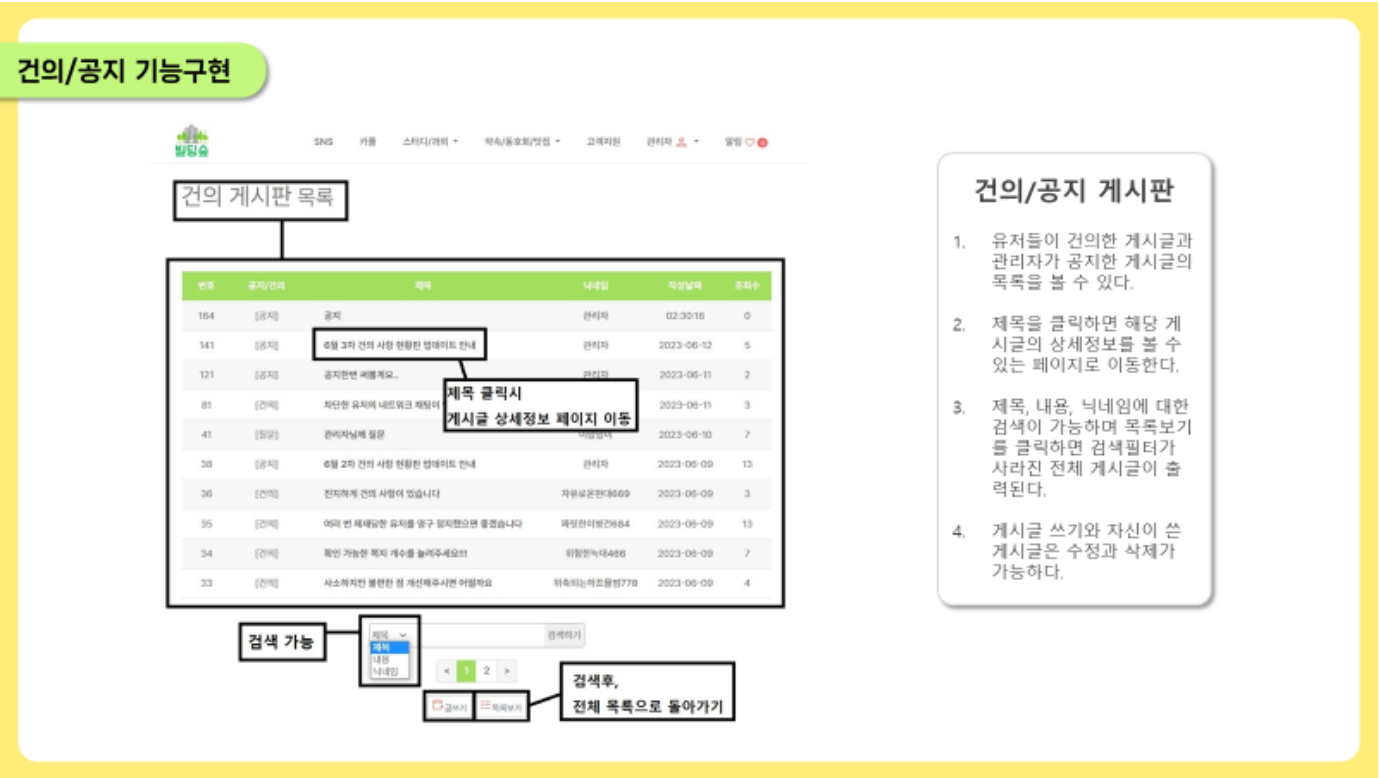 건의/공지 기능구현
빌딩숲
SNS 카풀 스터디/과외 약속/동호회/맛집 고객지원 관리자 알림
건의 게시판 목록
번호 공지/건의 제목 닉네임 작성날짜 조회수
164 [공지] 공지 관리자 02:30:16 0
141 [공지] 6월 3차 건의 사항 현황판 업데이트 안내 관리자 2023-06-12 5
121 [공지] 공지한번 써볼게요.. 관리자 2023-06-11 2
제목 클릭시
81 [건의] 차단한 유저의 네트워크 채팅이 2023-06-11 3
게시글 상세정보 페이지 이동
41 [질문] 관리자님께 질문 2023-06-10 7
38 [공지] 6월 2차 건의 사항 현황판 업데이트 안내 관리자 2023-06-09 13
36 [건의] 진지하게 건의 사항이 있습니다 자유로운현대669 2023-06-09 3
35 [건의] 여러 번 제재당한 유저를 영구 정지했으면 좋겠습니다 2023-06-09 13
34 [건의] 확인 가능한 쪽지 개수를 늘려주세요!!! 위험한늑대466 2023-06-09 7
33 [건의] 사소하지만 불편한 점 개선해주시면 어떨까요 2023-06-09 4
검색 가능
제목 검색하기
제목
내용
닉네임
< 1 2 >
글쓰기 목록보기
검색후,
전체 목록으로 돌아가기
건의/공지 게시판
1. 유저들이 건의한 게시글과
관리자가 공지한 게시글의
목록을 볼 수 있다.
2. 제목을 클릭하면 해당 게
시글의 상세정보를 볼 수
있는 페이지로 이동한다.
3. 제목, 내용, 닉네임에 대한
검색이 가능하며 목록보기
를 클릭하면 검색필터가
사라진 전체 게시글이 출
력된다.
4. 게시글 쓰기와 자신이 쓴
게시글은 수정과 삭제가
가능하다.